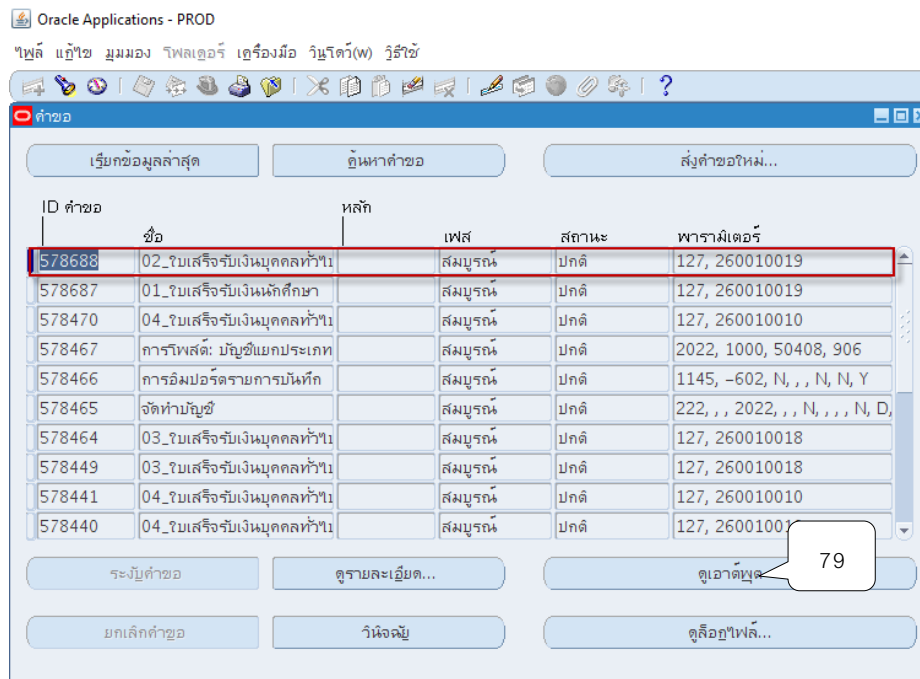 Oracle Applications - PROD
ไฟล์ แก้ไข มุมมอง โฟลเดอร์ เครื่องมือ วินโดว์(w) วิธีใช้
คำขอ
เรียกข้อมูลล่าสุด ค้นหาคำขอ ส่งคำขอใหม่...
ID คำขอ หลัก
ชื่อ เฟส สถานะ พารามิเตอร์
578688 02_ใบเสร็จรับเงินบุคคลทั่วไป สมบูรณ์ ปกติ 127, 260010019
578687 01_ใบเสร็จรับเงินนักศึกษา สมบูรณ์ ปกติ 127, 260010019
578470 04_ใบเสร็จรับเงินบุคคลทั่วไป สมบูรณ์ ปกติ 127, 260010010
578467 การโพสต์: บัญชีแยกประเภท สมบูรณ์ ปกติ 2022, 1000, 50408, 906
578466 การอิมปอร์ตรายการบันทึก สมบูรณ์ ปกติ 1145, -602, N, , , N, N, Y
578465 จัดทำบัญชี สมบูรณ์ ปกติ 222, , , 2022, , , N, , , , N, D,
578464 03_ใบเสร็จรับเงินบุคคลทั่วไป สมบูรณ์ ปกติ 127, 260010018
578449 03_ใบเสร็จรับเงินบุคคลทั่วไป สมบูรณ์ ปกติ 127, 260010018
578441 04_ใบเสร็จรับเงินบุคคลทั่วไป สมบูรณ์ ปกติ 127, 260010010
578440 04_ใบเสร็จรับเงินบุคคลทั่วไป สมบูรณ์ ปกติ 127,
79
ระงับคำขอ ดูรายละเอียด... ดูเอาต์พุต
ยกเลิกคำขอ วินิจฉัย ดูล็อกไฟล์...